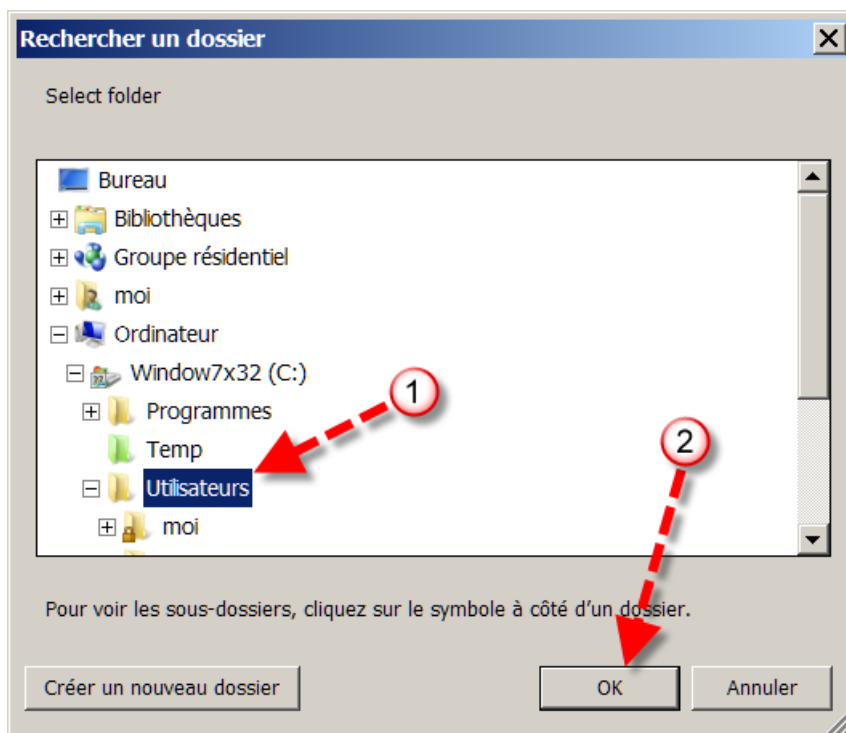 Rechercher un dossier
Select folder
Bureau
Bibliothèques
Groupe résidentiel
moi
Ordinateur
Window7x32 (C:)
1
Programmes
Temp
2
Utilisateurs
moi
Pour voir les sous-dossiers, cliquez sur le symbole à côté d'un dossier.
Créer un nouveau dossier
OK
Annuler